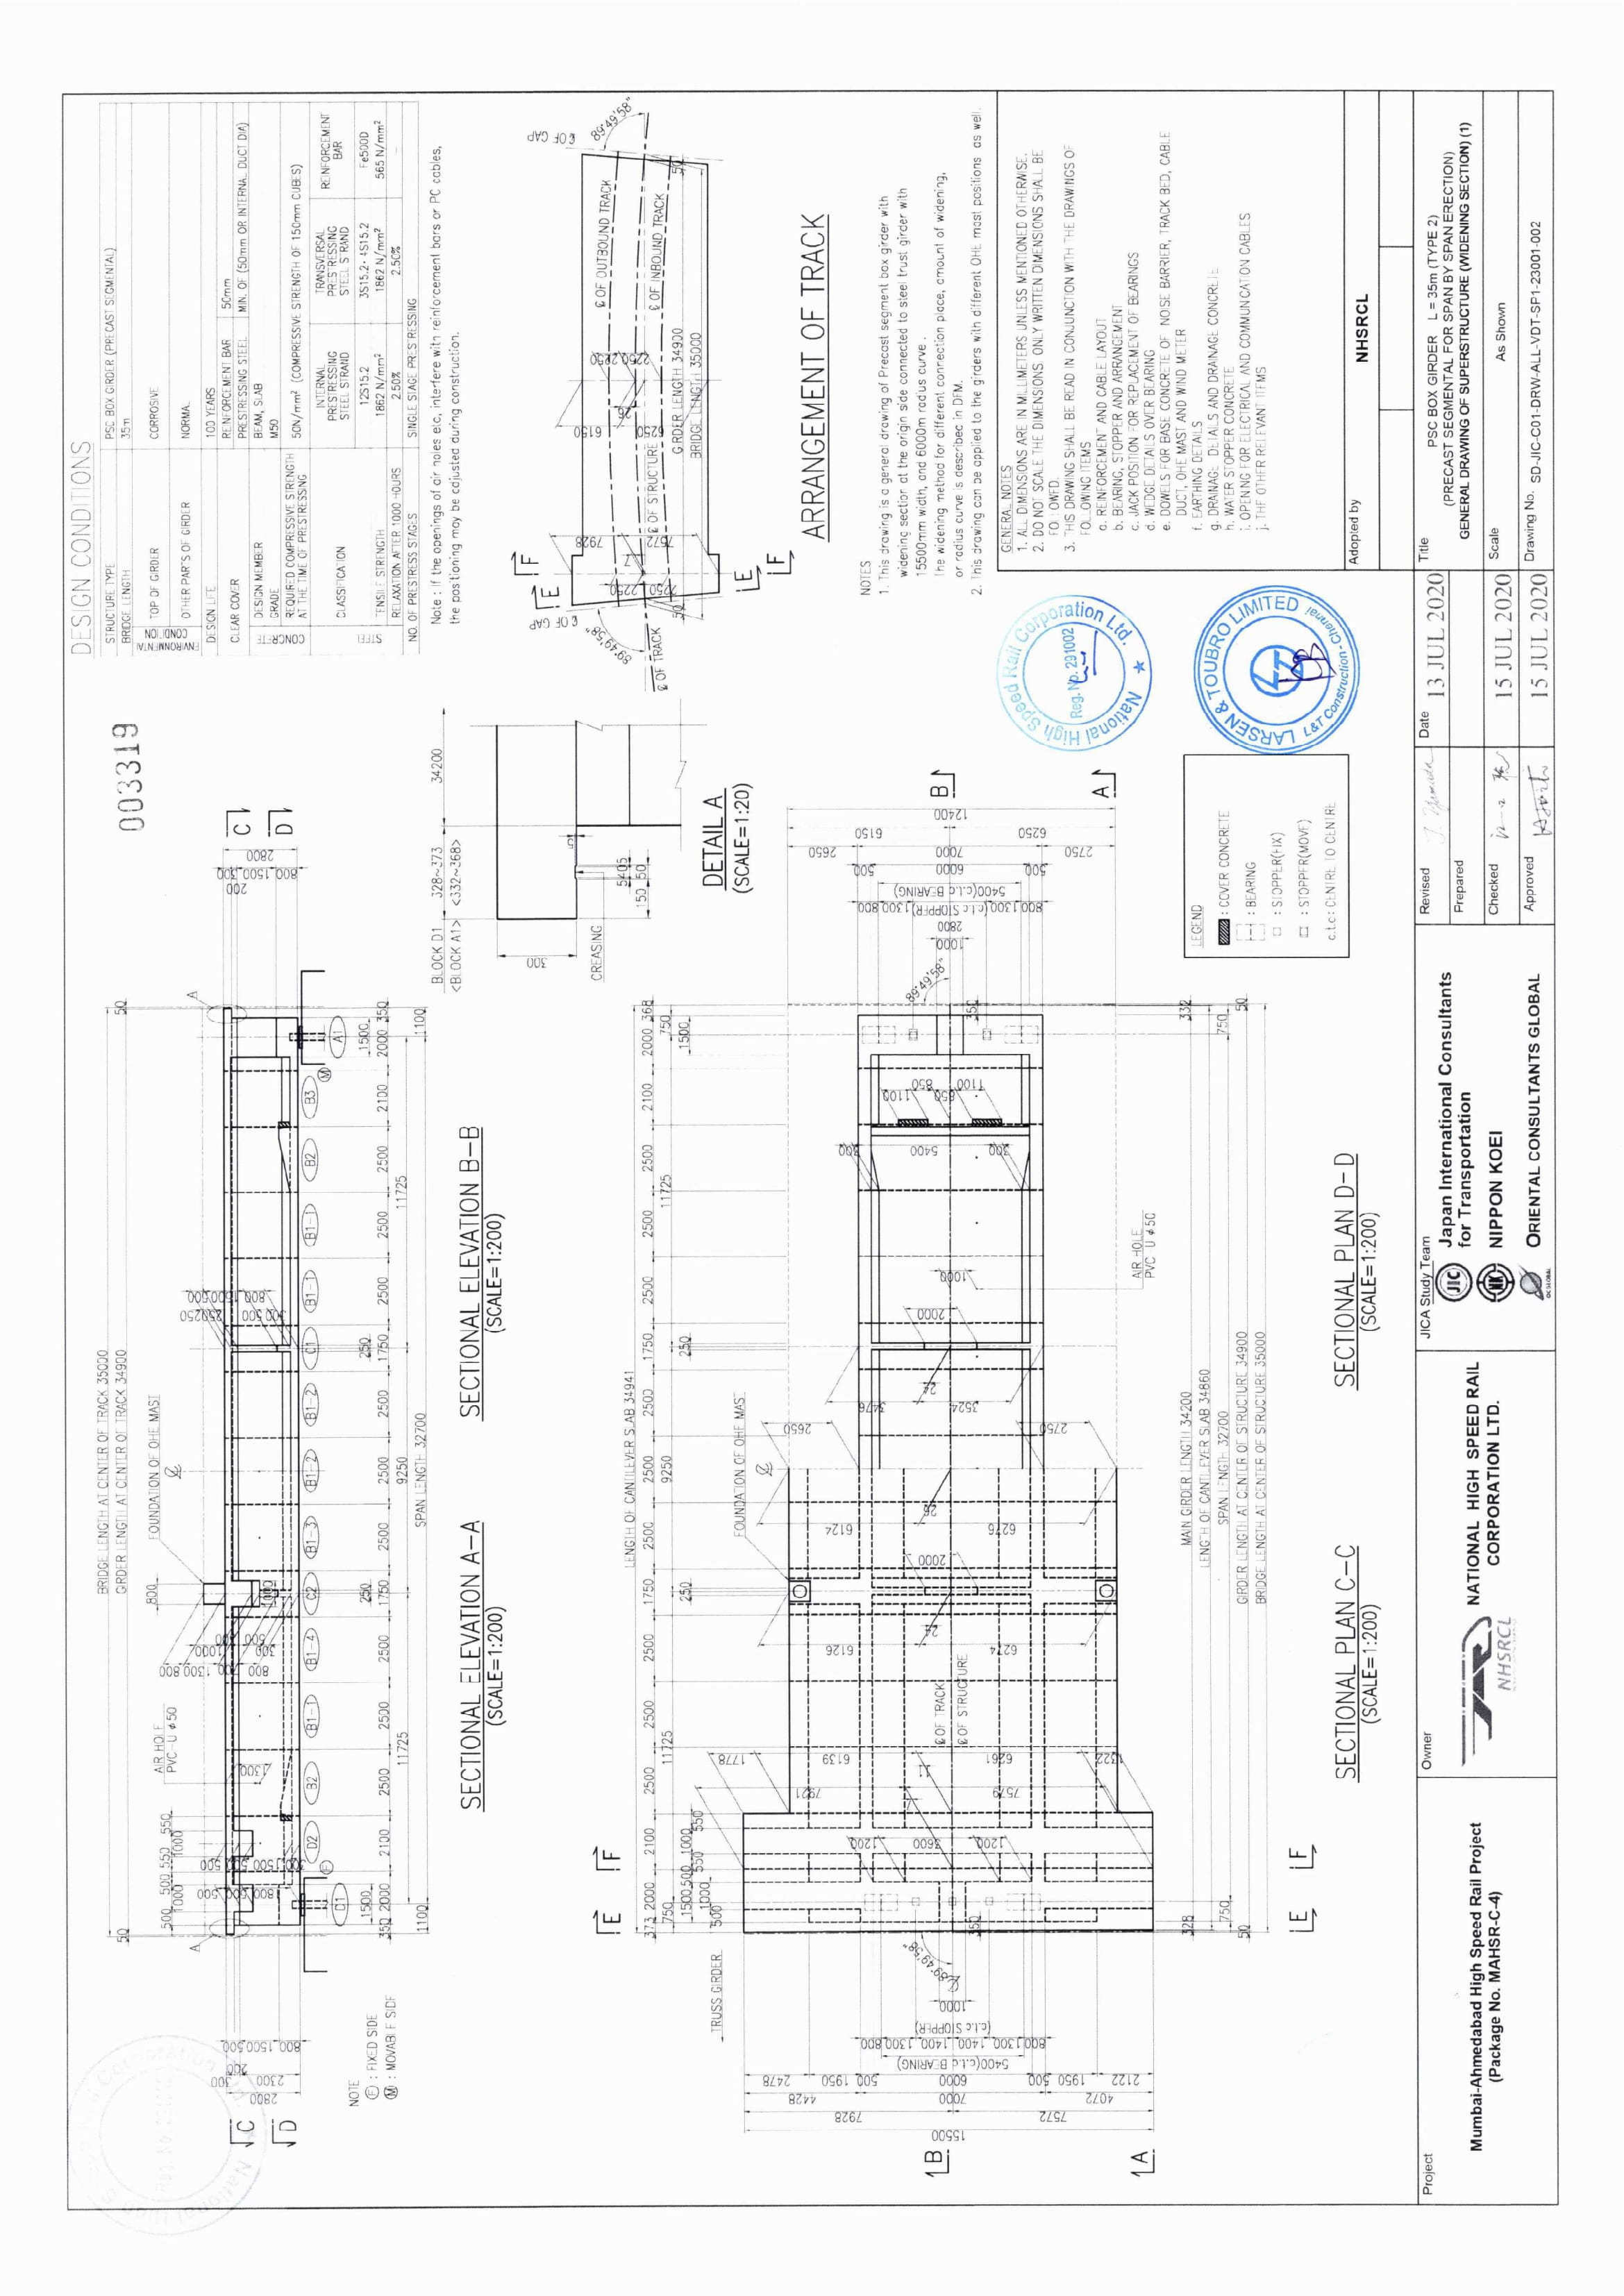 003319
BRIDGE LENGTH AT CENTER OF TRACK 35000
GIRDER LENGTH AT CENTER OF TRACK 34900
50
50
AIR HOLE
PVC-U ϕ50
800
FOUNDATION OF OHE MAST
500 500 550 550
1000 1000
A
A
C
D
C
D
D1
D2
B2
B1-1
B1-4
C2
B1-3
B1-2
B1-2
C1
B1-1
B1-1
B2
B3
A1
F
M
NOTE
F : FIXED SIDE
M : MOVABLE SIDE
1500 250 250 1500
350 2000 2100 2500 2500 2500 1750 2500 2500 2500 1750 2500 2500 2500 2100 2000 350
11725 9250 11725
1100 SPAN LENGTH 32700 1100
SECTIONAL ELEVATION A-A
(SCALE=1:200)
SECTIONAL ELEVATION B-B
(SCALE=1:200)
DESIGN CONDITIONS
STRUCTURE TYPE PSC BOX GIRDER (PRECAST SEGMENTAL)
BRIDGE LENGTH 35m
ENVIRONMENTAL CONDITION
TOP OF GIRDER CORROSIVE
OTHER PARTS OF GIRDER NORMAL
DESIGN LIFE 100 YEARS
CLEAR COVER REINFORCEMENT BAR 50mm
PRESTRESSING STEEL MIN. OF (50mm OR INTERNAL DUCT DIA)
CONCRETE
DESIGN MEMBER BEAM, SLAB
GRADE M50
REQUIRED COMPRESSIVE STRENGTH AT THE TIME OF PRESTRESSING 50N/mm² (COMPRESSIVE STRENGTH OF 150mm CUBES)
STEEL
CLASSIFICATION INTERNAL PRESTRESSING STEEL STRAND TRANSVERSAL PRESTRESSING STEEL STRAND REINFORCEMENT BAR
12S15.2 3S15.2・4S15.2 Fe500D
TENSILE STRENGTH 1862 N/mm² 1862 N/mm² 565 N/mm²
RELAXATION AFTER 1000 HOURS 2.50% 2.50% -
NO. OF PRESTRESS STAGES SINGLE STAGE PRESTRESSING
Note : If the openings of air holes etc, interfere with reinforcement bars or PC cables,
the positioning may be adjusted during construction.
BLOCK D1 328~373 34200
<BLOCK A1> <332~368>
300
CREASING
150 50
DETAIL A
(SCALE=1:20)
E
F
℄ OF GAP
℄ OF GAP
89°49'58"
89°49'58"
7928
6150
℄ OF OUTBOUND TRACK
℄ OF TRACK
℄ OF STRUCTURE
℄ OF INBOUND TRACK
7572
6250
GIRDER LENGTH 34900
BRIDGE LENGTH 35000
E
F
ARRANGEMENT OF TRACK
NOTES
1. This drawing is a general drawing of Precast segment box girder with
widening section at the origin side connected to steel trust girder with
15500mm width, and 6000m radius curve .
The widening method for different connection place, amount of widening,
or radius curve is described in DFM.
2. This drawing can be applied to the girders with different OHE mast positions as well.
E
F
LENGTH OF CANTILEVER SLAB 34941
373 2000 2100 2500 2500 2500 1750 2500 2500 2500 1750 2500 2500 2500 2100 2000 368
750 11725 9250 11725 750
1500 500 1000 250 250 1500
TRUSS GIRDER
FOUNDATION OF OHE MAST
15500
7928
7572
4428
7000
4072
2478
1950
500
6000
500
1950
2122
5400(c.t.c BEARING)
(c.t.c STOPPER)
1000
89°49'58"
350
1778
7921
6139
6126
6124
2650
3476
1200
3600
1200
℄ OF TRACK
℄ OF STRUCTURE
7579
6261
6274
6276
3524
2750
1322
2000
2000
1000
5400
300
300
1100
850
850
1100
89°49'58"
350
1000
2800
5400(c.t.c BEARING)
500
6000
500
2650
7000
2750
6150
6250
12400
B
B
A
A
AIR HOLE
PVC-U ϕ50
328 MAIN GIRDER LENGTH 34200 332
LENGTH OF CANTILEVER SLAB 34860
750 SPAN LENGTH 32700 750
50 GIRDER LENGTH AT CENTER OF STRUCTURE 34900 50
BRIDGE LENGTH AT CENTER OF STRUCTURE 35000
E
F
SECTIONAL PLAN C-C
(SCALE=1:200)
SECTIONAL PLAN D-D
(SCALE=1:200)
LEGEND
: COVER CONCRETE
: BEARING
: STOPPER(FIX)
: STOPPER(MOVE)
c.t.c: CENTRE TO CENTRE
National High Speed Rail Corporation Ltd.
Reg. No. 291002
LARSEN & TOUBRO LIMITED
L&T Construction - Chennai
GENERAL NOTES
1. ALL DIMENSIONS ARE IN MILLIMETERS UNLESS MENTIONED OTHERWISE.
2. DO NOT SCALE THE DIMENSIONS. ONLY WRITTEN DIMENSIONS SHALL BE
FOLLOWED.
3. THIS DRAWING SHALL BE READ IN CONJUNCTION WITH THE DRAWINGS OF
FOLLOWING ITEMS
a. REINFORCEMENT AND CABLE LAYOUT
b. BEARING, STOPPER AND ARRANGEMENT
c. JACK POSITION FOR REPLACEMENT OF BEARINGS
d. WEDGE DETAILS OVER BEARING
e. DOWELS FOR BASE CONCRETE OF NOISE BARRIER, TRACK BED, CABLE
DUCT, OHE MAST AND WIND METER
f. EARTHING DETAILS
g. DRAINAGE DETAILS AND DRAINAGE CONCRETE
h. WATER STOPPER CONCRETE
i. OPENING FOR ELECTRICAL AND COMMUNICATION CABLES
j. THE OTHER RELEVANT ITEMS
Adopted by
NHSRCL
Project
Mumbai-Ahmedabad High Speed Rail Project
(Package No. MAHSR-C-4)
Owner
NHSRCL
NATIONAL HIGH SPEED RAIL
CORPORATION LTD.
JICA Study Team
JIC
Japan International Consultants
for Transportation
NK
NIPPON KOEI
OC GLOBAL
ORIENTAL CONSULTANTS GLOBAL
Revised J. Yamada Date 13 JUL 2020
Prepared
Checked 15 JUL 2020
Approved 15 JUL 2020
Title
PSC BOX GIRDER L = 35m (TYPE 2)
(PRECAST SEGMENTAL FOR SPAN BY SPAN ERECTION)
GENERAL DRAWING OF SUPERSTRUCTURE (WIDENING SECTION) (1)
Scale As Shown
Drawing No. SD-JIC-C01-DRW-ALL-VDT-SP1-23001-002